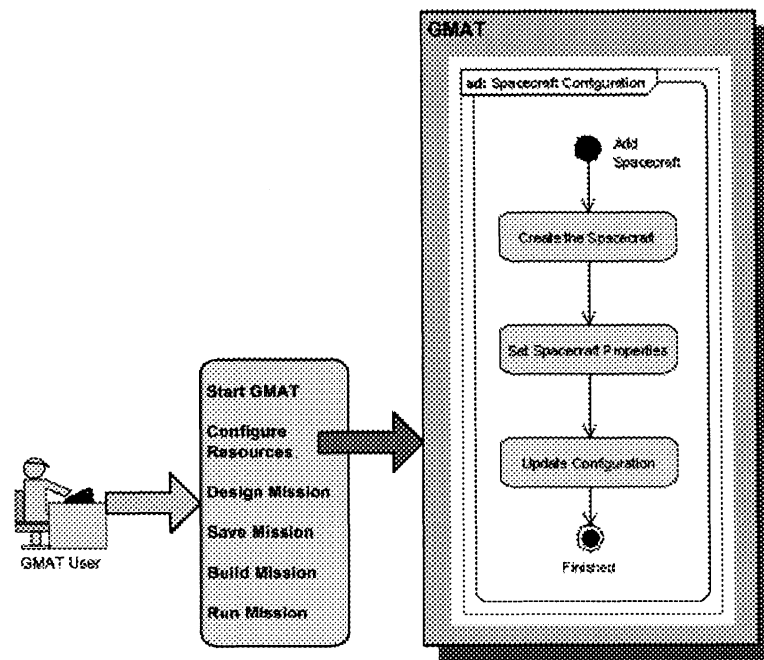 GMAT
ad: Spacecraft Configuration
Add
Spacecraft
Create the Spacecraft
Set Spacecraft Properties
Update Configuration
Finished
Start GMAT
Configure
Resources
Design Mission
Save Mission
Build Mission
Run Mission
GMAT User